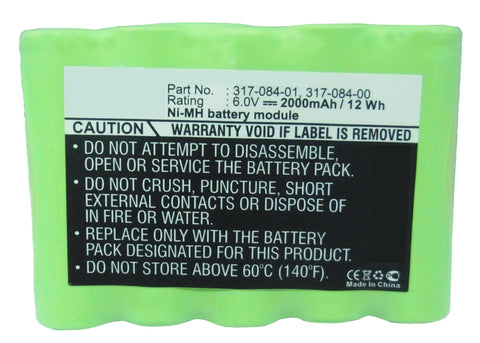 Part No. : 317-084-01, 317-084-00
Rating : 6.0V ⎓ 2000mAh / 12 Wh
Ni-MH battery module
CAUTION WARRANTY VOID IF LABEL IS REMOVED
• DO NOT ATTEMPT TO DISASSEMBLE,
OPEN OR SERVICE THE BATTERY PACK.
• DO NOT CRUSH, PUNCTURE, SHORT
EXTERNAL CONTACTS OR DISPOSE OF
IN FIRE OR WATER.
• REPLACE ONLY WITH THE BATTERY
PACK DESIGNATED FOR THIS PRODUCT.
• DO NOT STORE ABOVE 60°C (140°F).
Made In China